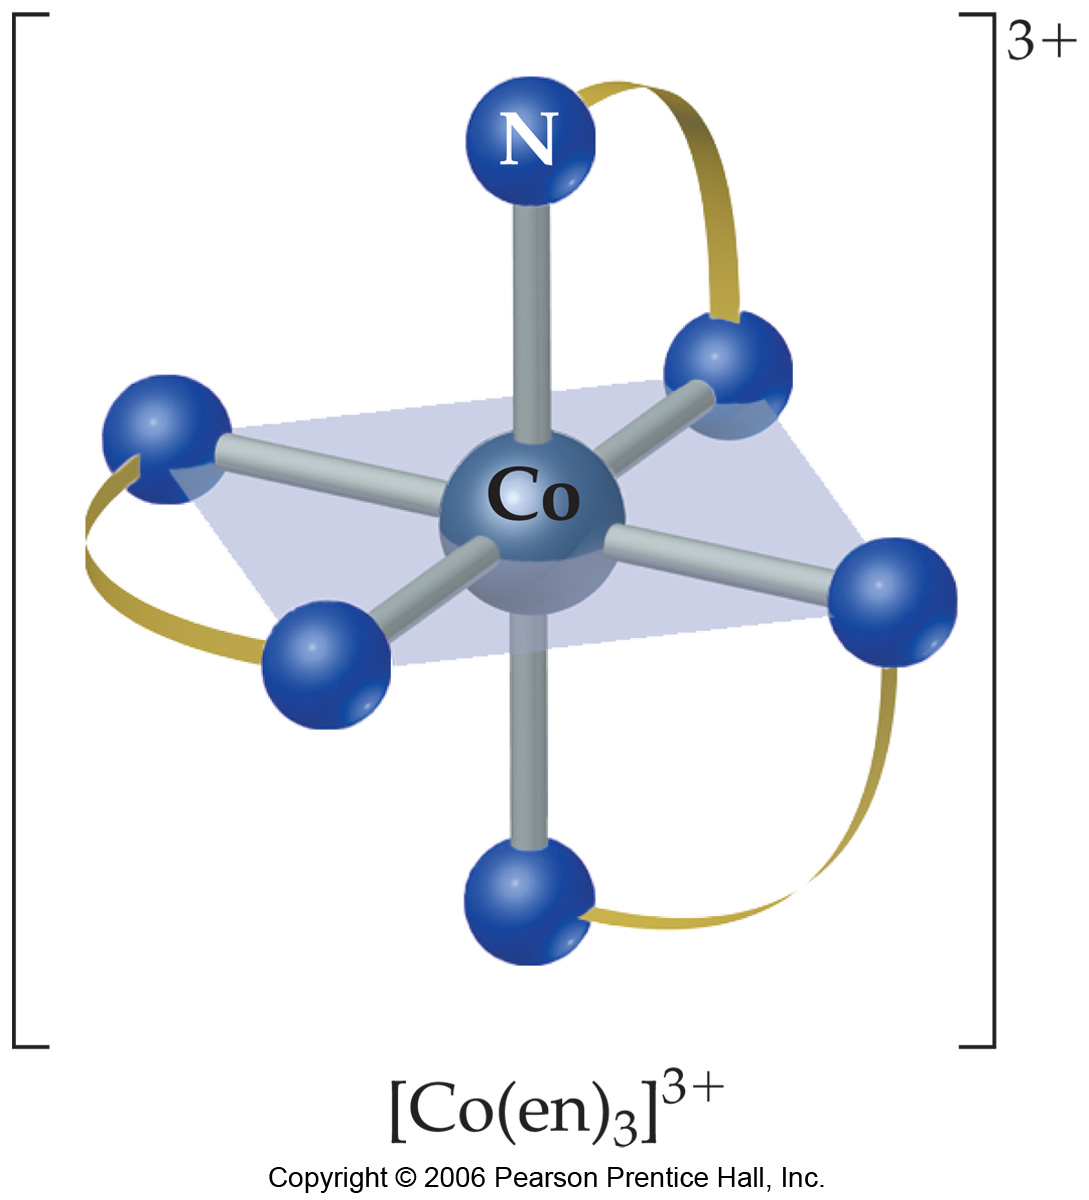 3+
N
Co
[Co(en)₃]³⁺
Copyright © 2006 Pearson Prentice Hall, Inc.